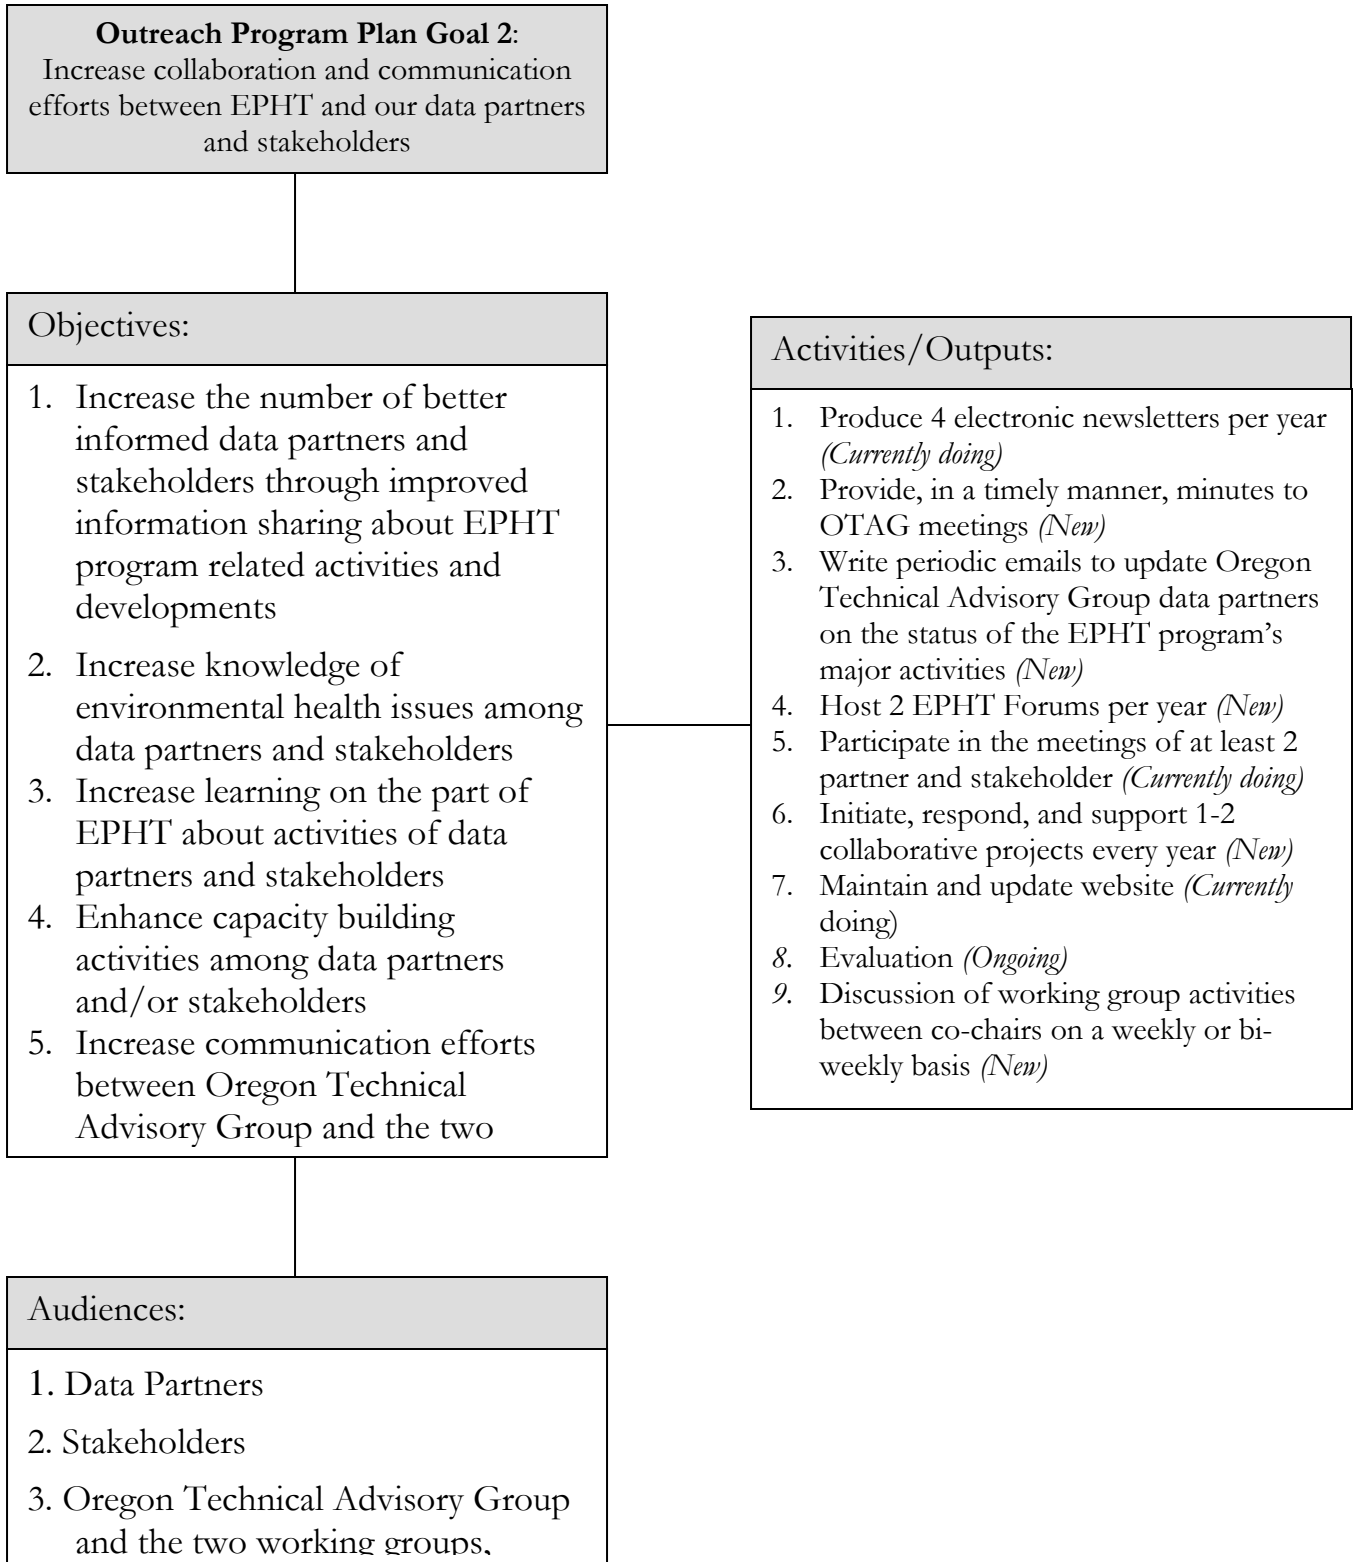 Outreach Program Plan Goal 2:
Increase collaboration and communication
efforts between EPHT and our data partners
and stakeholders
Objectives:
1. Increase the number of better
informed data partners and
stakeholders through improved
information sharing about EPHT
program related activities and
developments
2. Increase knowledge of
environmental health issues among
data partners and stakeholders
3. Increase learning on the part of
EPHT about activities of data
partners and stakeholders
4. Enhance capacity building
activities among data partners
and/or stakeholders
5. Increase communication efforts
between Oregon Technical
Advisory Group and the two
Activities/Outputs:
1. Produce 4 electronic newsletters per year
(Currently doing)
2. Provide, in a timely manner, minutes to
OTAG meetings (New)
3. Write periodic emails to update Oregon
Technical Advisory Group data partners
on the status of the EPHT program’s
major activities (New)
4. Host 2 EPHT Forums per year (New)
5. Participate in the meetings of at least 2
partner and stakeholder (Currently doing)
6. Initiate, respond, and support 1-2
collaborative projects every year (New)
7. Maintain and update website (Currently
doing)
8. Evaluation (Ongoing)
9. Discussion of working group activities
between co-chairs on a weekly or bi-
weekly basis (New)
Audiences:
1. Data Partners
2. Stakeholders
3. Oregon Technical Advisory Group
and the two working groups,